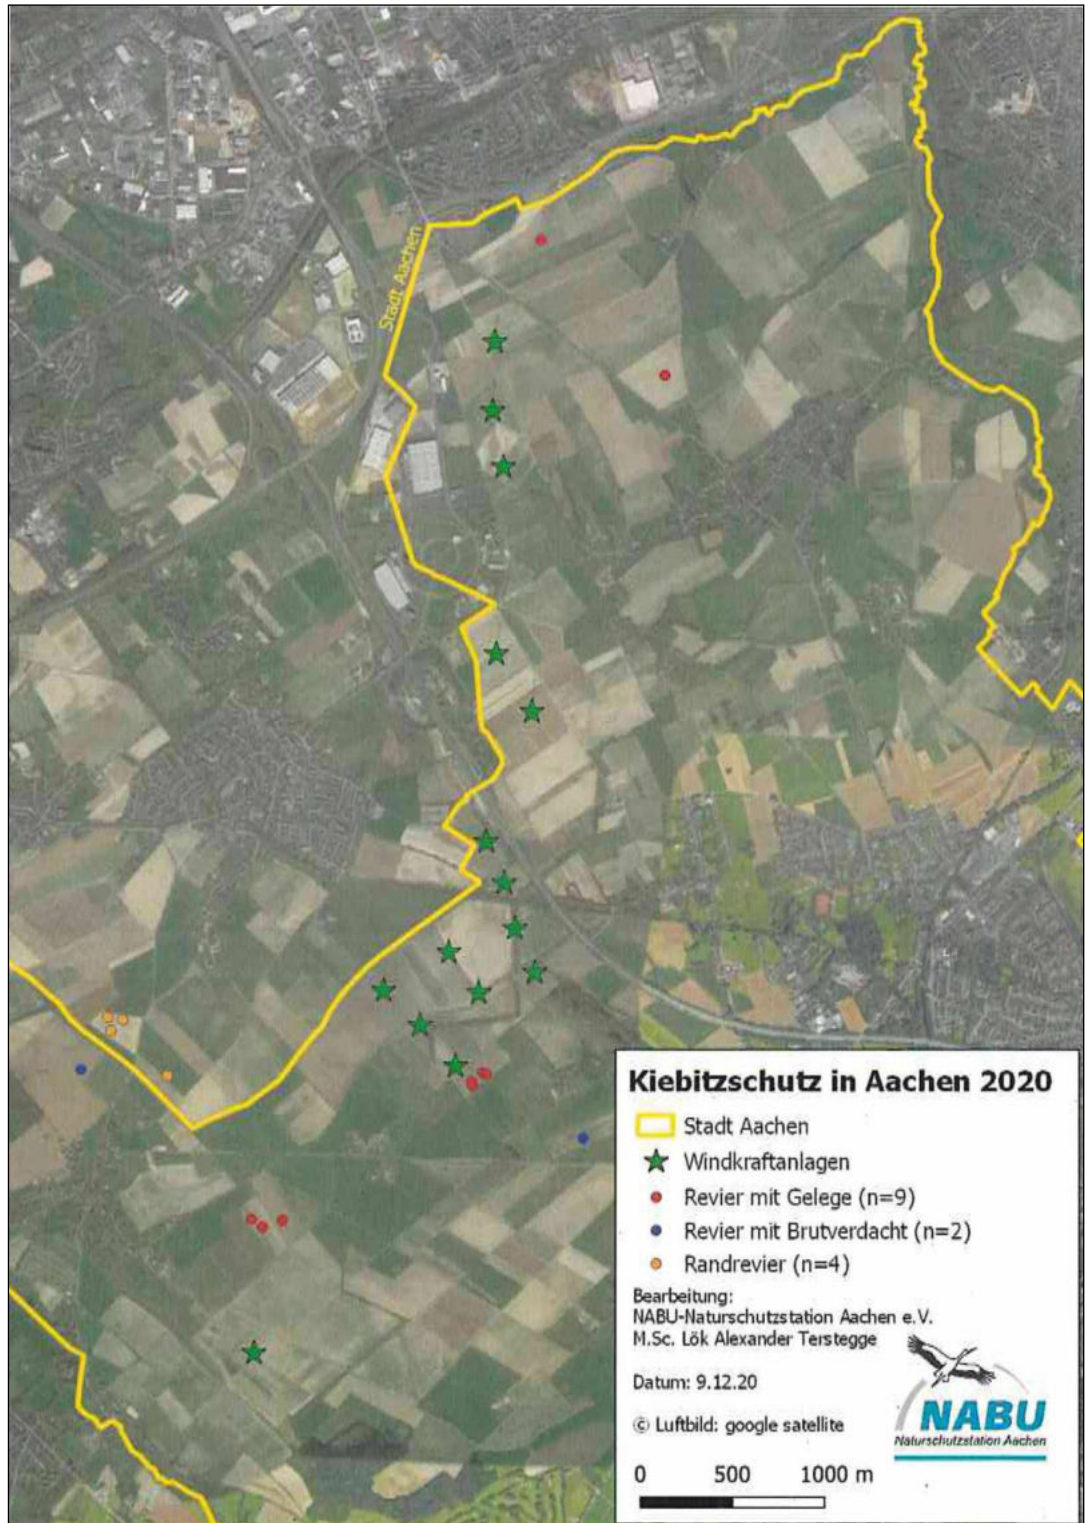 Stadt Aachen
Kiebitzschutz in Aachen 2020
Stadt Aachen
Windkraftanlagen
Revier mit Gelege (n=9)
Revier mit Brutverdacht (n=2)
Randrevier (n=4)
Bearbeitung:
NABU-Naturschutzstation Aachen e.V.
M.Sc. Lök Alexander Terstegge
Datum: 9.12.20
© Luftbild: google satellite
NABU
Naturschutzstation Aachen
0 500 1000 m